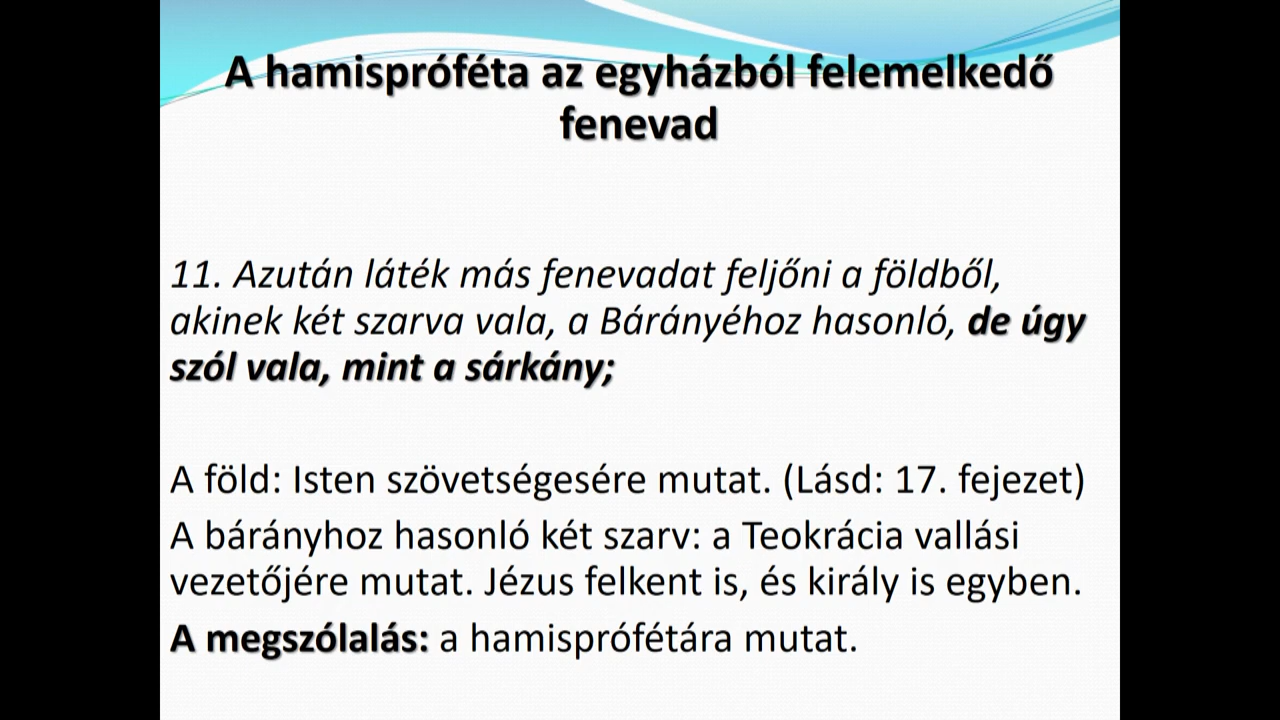 A hamispróféta az egyházból felemelkedő
fenevad
11. Azután láték más fenevadat feljőni a földből,
akinek két szarva vala, a Bárányéhoz hasonló, de úgy
szól vala, mint a sárkány;
A föld: Isten szövetségesére mutat. (Lásd: 17. fejezet)
A bárányhoz hasonló két szarv: a Teokrácia vallási
vezetőjére mutat. Jézus felkent is, és király is egyben.
A megszólalás: a hamisprófétára mutat.